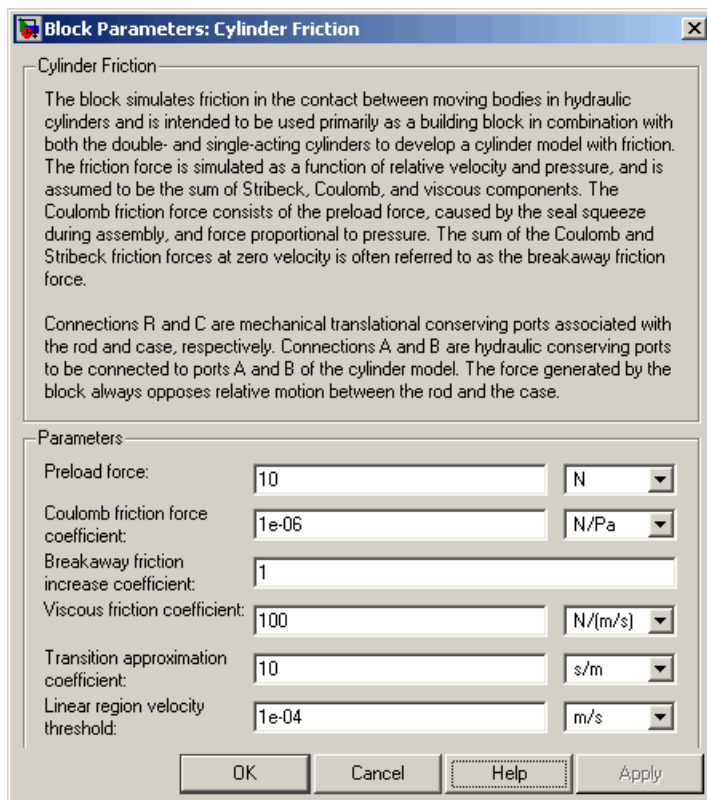 Block Parameters: Cylinder Friction
Cylinder Friction
The block simulates friction in the contact between moving bodies in hydraulic
cylinders and is intended to be used primarily as a building block in combination with
both the double- and single-acting cylinders to develop a cylinder model with friction.
The friction force is simulated as a function of relative velocity and pressure, and is
assumed to be the sum of Stribeck, Coulomb, and viscous components. The
Coulomb friction force consists of the preload force, caused by the seal squeeze
during assembly, and force proportional to pressure. The sum of the Coulomb and
Stribeck friction forces at zero velocity is often referred to as the breakaway friction
force.
Connections R and C are mechanical translational conserving ports associated with
the rod and case, respectively. Connections A and B are hydraulic conserving ports
to be connected to ports A and B of the cylinder model. The force generated by the
block always opposes relative motion between the rod and the case.
Parameters
Preload force: 10 N
Coulomb friction force
coefficient: 1e-06 N/Pa
Breakaway friction
increase coefficient: 1
Viscous friction coefficient: 100 N/(m/s)
Transition approximation
coefficient: 10 s/m
Linear region velocity
threshold: 1e-04 m/s
OK Cancel Help Apply